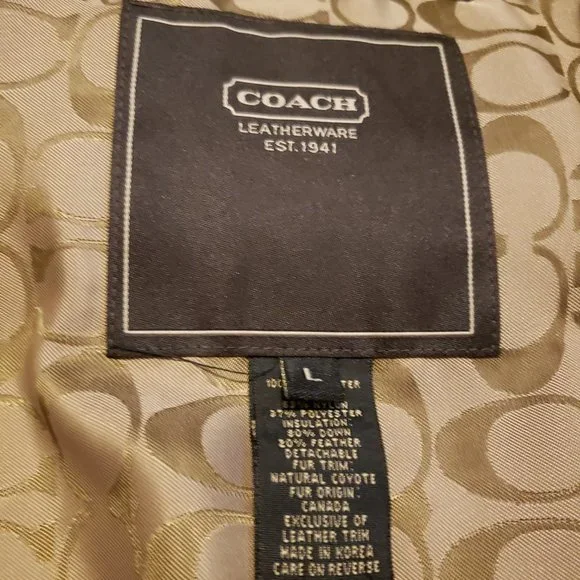 COACH
LEATHERWARE
EST.1941
L
NYLON
37% POLYESTER
INSULATION:
80% DOWN
20% FEATHER
DETACHABLE
FUR TRIM:
NATURAL COYOTE
FUR ORIGIN:
CANADA
EXCLUSIVE OF
LEATHER TRIM
MADE IN KOREA
CARE ON REVERSE